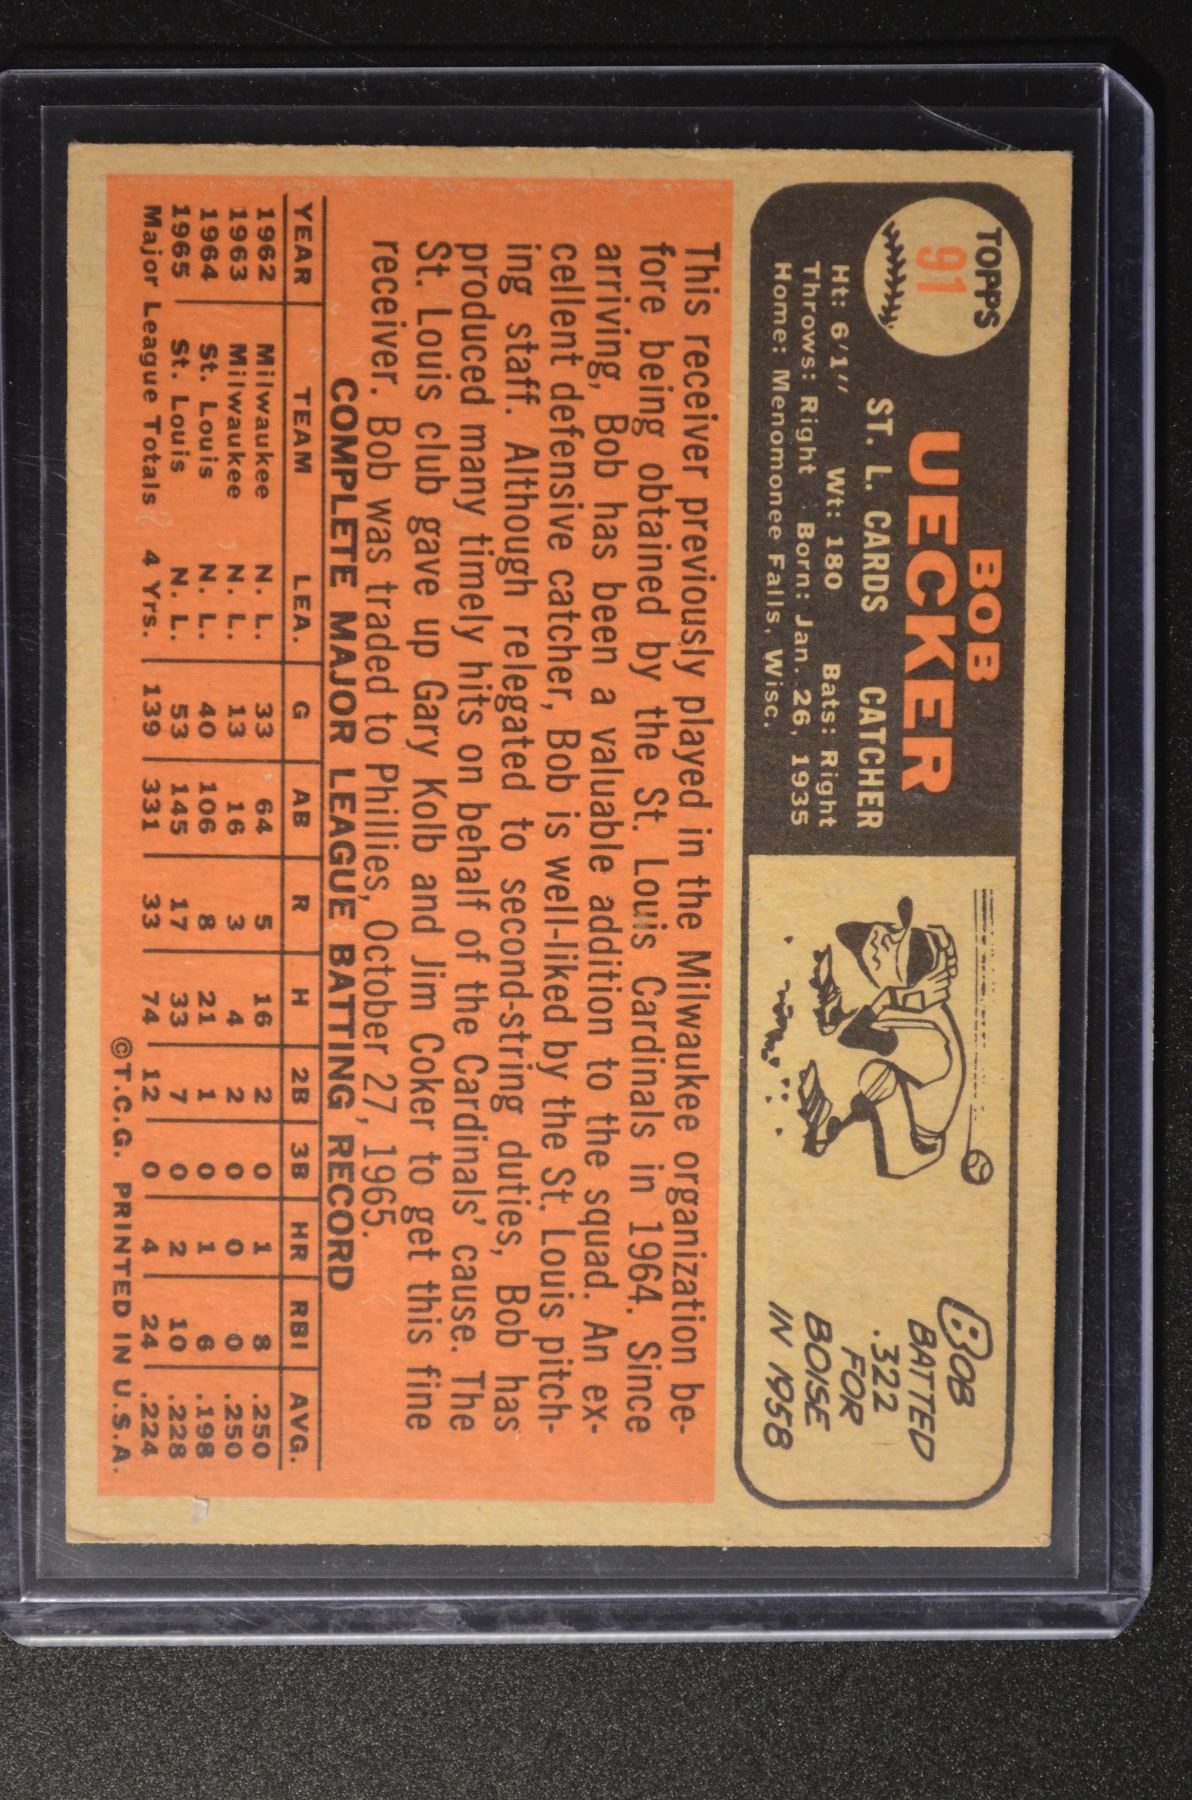 TOPPS
91
BOB
UECKER
ST. L. CARDS CATCHER
Ht: 6'1" Wt: 180 Bats: Right
Throws: Right Born: Jan. 26, 1935
Home: Menomonee Falls, Wisc.
BOB
BATTED
.322
FOR
BOISE
IN 1958
This receiver previously played in the Milwaukee organization be-
fore being obtained by the St. Louis Cardinals in 1964. Since
arriving, Bob has been a valuable addition to the squad. An ex-
cellent defensive catcher, Bob is well-liked by the St. Louis pitch-
ing staff. Although relegated to second-string duties, Bob has
produced many timely hits on behalf of the Cardinals' cause. The
St. Louis club gave up Gary Kolb and Jim Coker to get this fine
receiver. Bob was traded to Phillies, October 27, 1965.
COMPLETE MAJOR LEAGUE BATTING RECORD
YEAR TEAM LEA. G AB R H 2B 3B HR RBI AVG.
1962 Milwaukee N. L. 33 64 5 16 2 0 1 8 .250
1963 Milwaukee N. L. 13 16 3 4 2 0 0 0 .250
1964 St. Louis N. L. 40 106 8 21 1 0 1 6 .198
1965 St. Louis N. L. 53 145 17 33 7 0 2 10 .228
Major League Totals 4 Yrs. 139 331 33 74 12 0 4 24 .224
©T.C.G. PRINTED IN U.S.A.